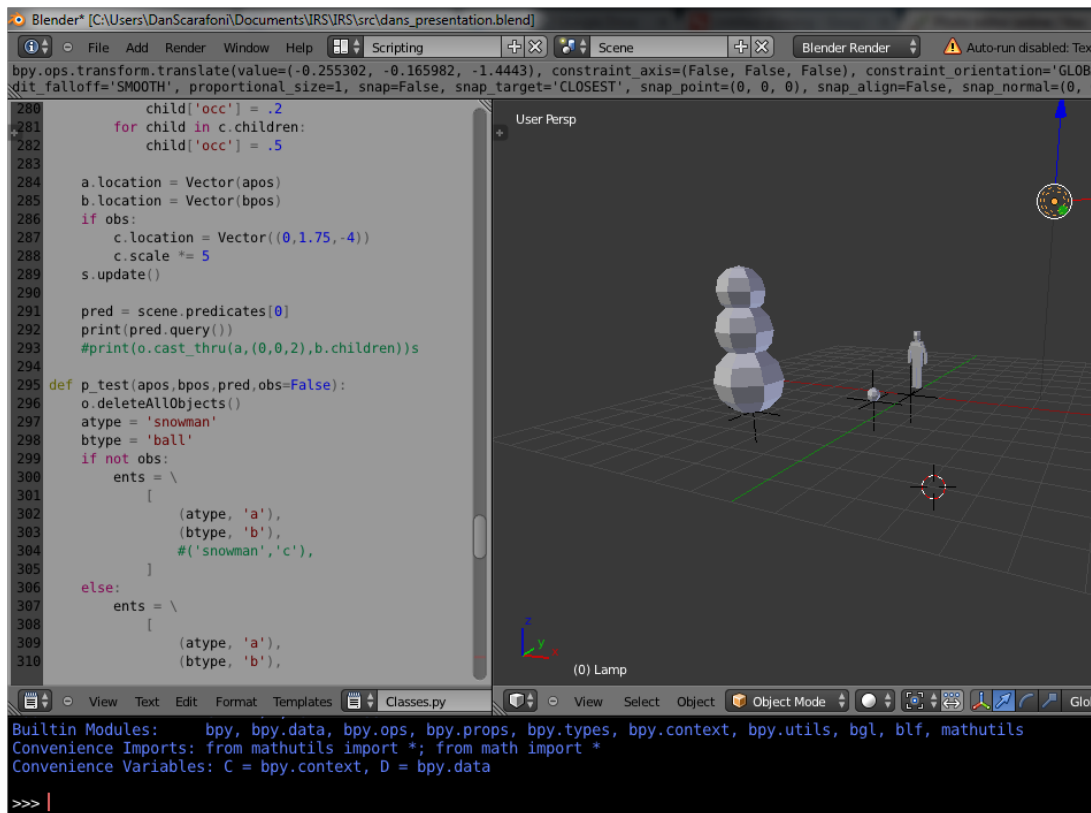 Blender* [C:\Users\DanScarafoni\Documents\IRS\IRS\src\dans_presentation.blend]
File Add Render Window Help Scripting Scene Blender Render Auto-run disabled: Tex
bpy.ops.transform.translate(value=(-0.255302, -0.165982, -1.4443), constraint_axis=(False, False, False), constraint_orientation='GLOB
dit_falloff='SMOOTH', proportional_size=1, snap=False, snap_target='CLOSEST', snap_point=(0, 0, 0), snap_align=False, snap_normal=(0,
280 child['occ'] = .2
281 for child in c.children:
282 child['occ'] = .5
283
284 a.location = Vector(apos)
285 b.location = Vector(bpos)
286 if obs:
287 c.location = Vector((0,1.75,-4))
288 c.scale *= 5
289 s.update()
290
291 pred = scene.predicates[0]
292 print(pred.query())
293 #print(o.cast_thru(a,(0,0,2),b.children))s
294
295 def p_test(apos,bpos,pred,obs=False):
296 o.deleteAllObjects()
297 atype = 'snowman'
298 btype = 'ball'
299 if not obs:
300 ents = \
301 [
302 (atype, 'a'),
303 (btype, 'b'),
304 #('snowman','c'),
305 ]
306 else:
307 ents = \
308 [
309 (atype, 'a'),
310 (btype, 'b'),
User Persp
z
y
x
(0) Lamp
View Text Edit Format Templates Classes.py
View Select Object Object Mode Glo
Builtin Modules: bpy, bpy.data, bpy.ops, bpy.props, bpy.types, bpy.context, bpy.utils, bgl, blf, mathutils
Convenience Imports: from mathutils import *; from math import *
Convenience Variables: C = bpy.context, D = bpy.data
>>>